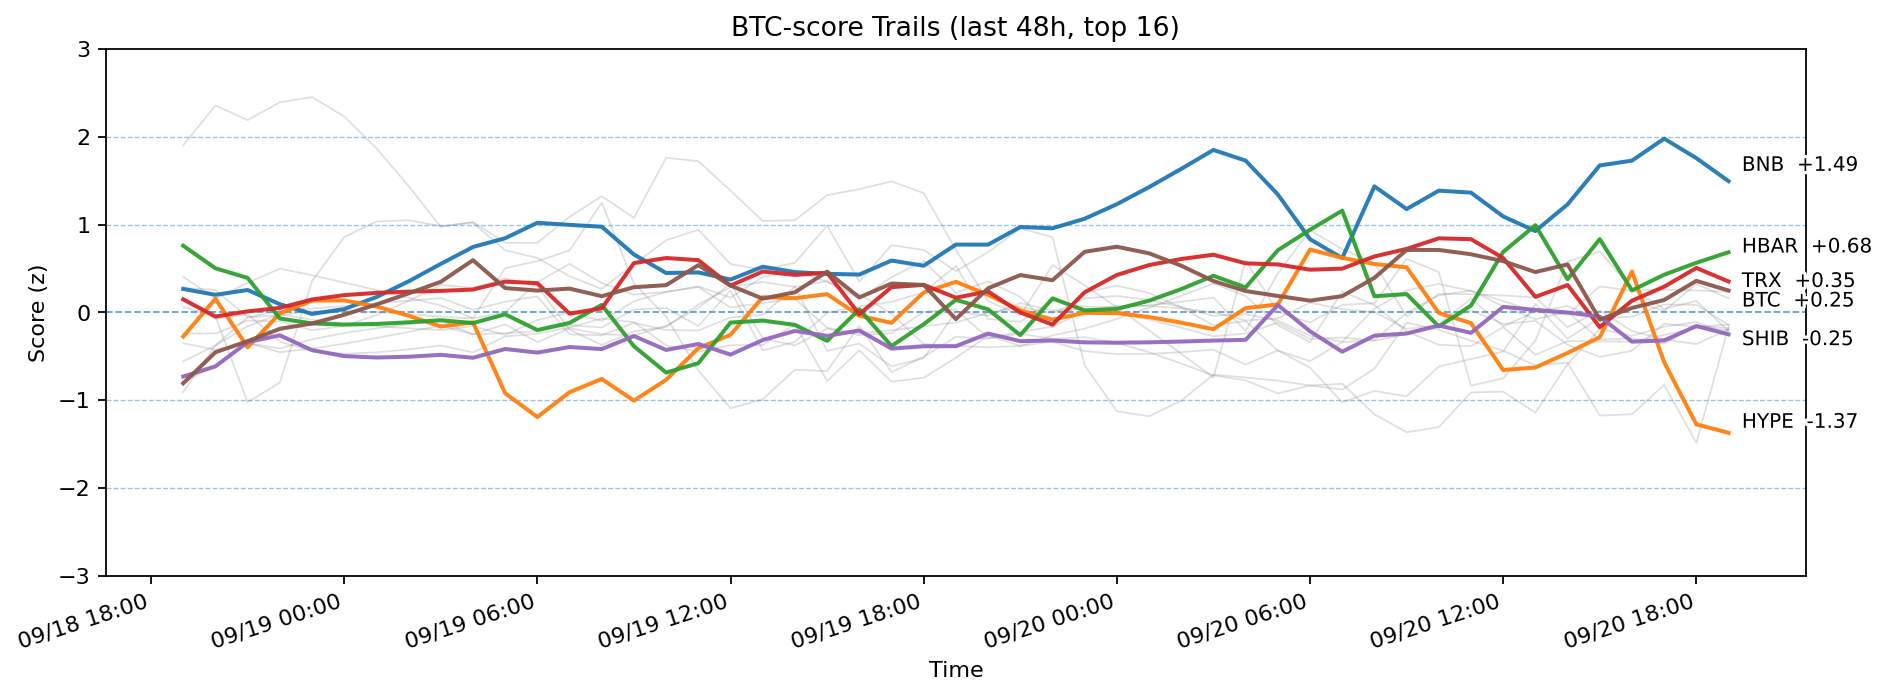 BTC-score Trails (last 48h, top 16)
3
2
1
0
−1
−2
−3
Score (z)
BNB +1.49
HBAR +0.68
TRX +0.35
BTC +0.25
SHIB -0.25
HYPE -1.37
09/18 18:00
09/19 00:00
09/19 06:00
09/19 12:00
09/19 18:00
09/20 00:00
09/20 06:00
09/20 12:00
09/20 18:00
Time